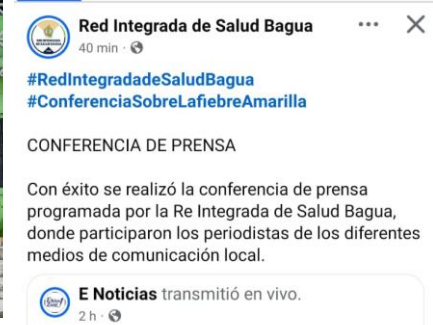 Red Integrada de Salud Bagua
40 min ·
#RedIntegradadeSaludBagua
#ConferenciaSobreLafiebreAmarilla
CONFERENCIA DE PRENSA
Con éxito se realizó la conferencia de prensa
programada por la Re Integrada de Salud Bagua,
donde participaron los periodistas de los diferentes
medios de comunicación local.
E Noticias transmitió en vivo.
2 h ·